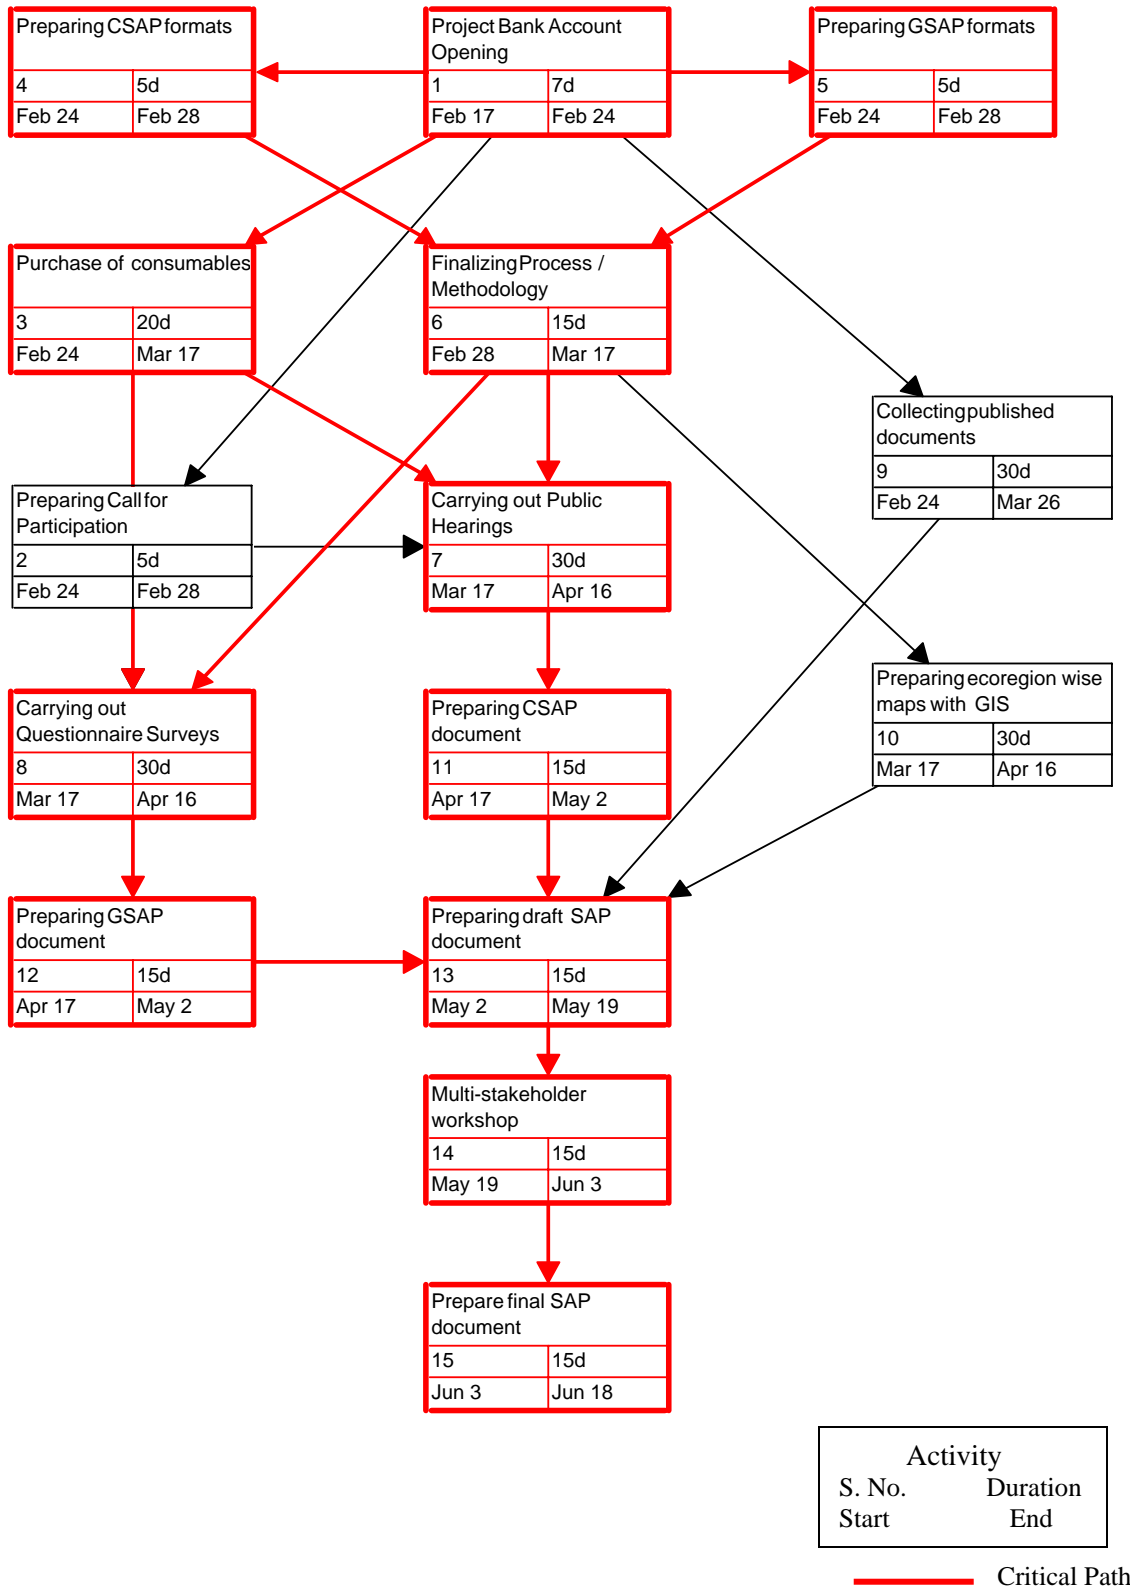 Preparing CSAP formats
4 5d
Feb 24 Feb 28
Project Bank Account
Opening
1 7d
Feb 17 Feb 24
Preparing GSAP formats
5 5d
Feb 24 Feb 28
Purchase of consumables
3 20d
Feb 24 Mar 17
Finalizing Process /
Methodology
6 15d
Feb 28 Mar 17
Collecting published
documents
9 30d
Feb 24 Mar 26
Preparing Call for
Participation
2 5d
Feb 24 Feb 28
Carrying out Public
Hearings
7 30d
Mar 17 Apr 16
Preparing ecoregion wise
maps with GIS
10 30d
Mar 17 Apr 16
Carrying out
Questionnaire Surveys
8 30d
Mar 17 Apr 16
Preparing CSAP
document
11 15d
Apr 17 May 2
Preparing GSAP
document
12 15d
Apr 17 May 2
Preparing draft SAP
document
13 15d
May 2 May 19
Multi-stakeholder
workshop
14 15d
May 19 Jun 3
Prepare final SAP
document
15 15d
Jun 3 Jun 18
Activity
S. No. Duration
Start End
Critical Path